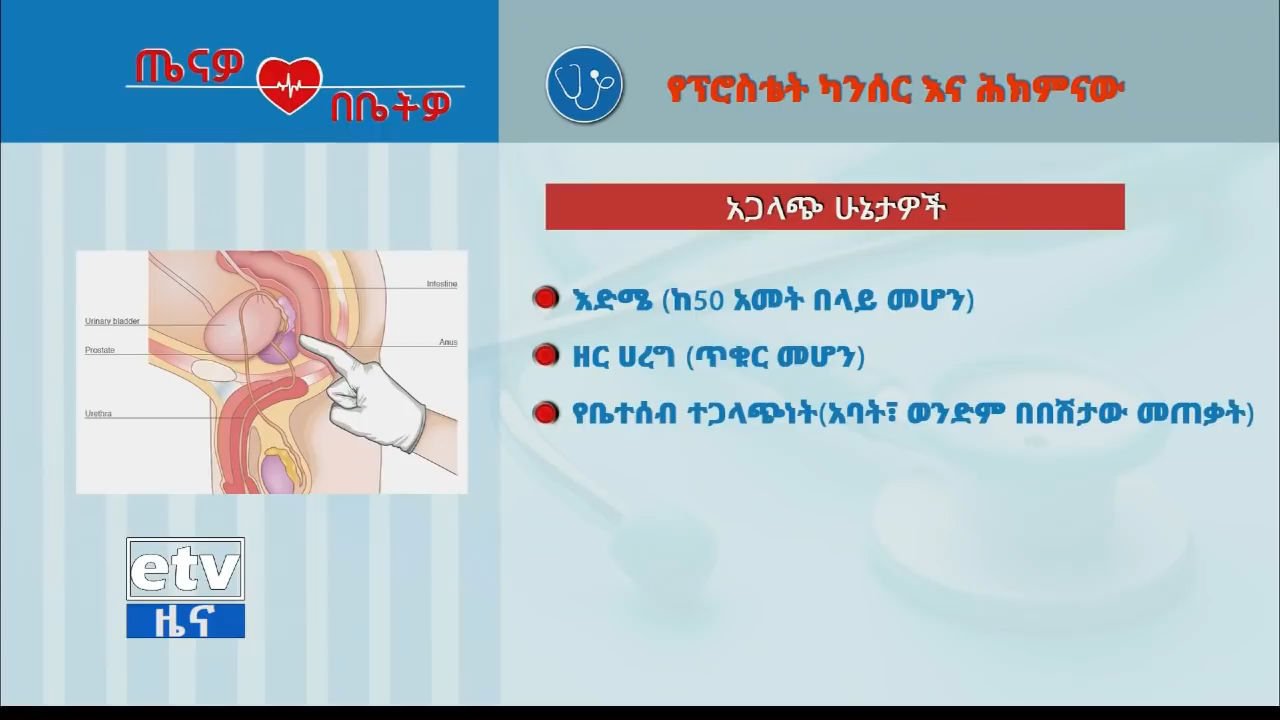 ጤናዎ
በቤትዎ
የፕሮስቴት ካንሰር እና ሕክምናው
አጋላጭ ሁኔታዎች
እድሜ (ከ50 አመት በላይ መሆን)
ዘር ሀረግ (ጥቁር መሆን)
የቤተሰብ ተጋላጭነት(አባት፣ ወንድም በበሽታው መጠቃት)
Intestine
Urinary bladder
Anus
Prostate
Urethra
etv
ዜና